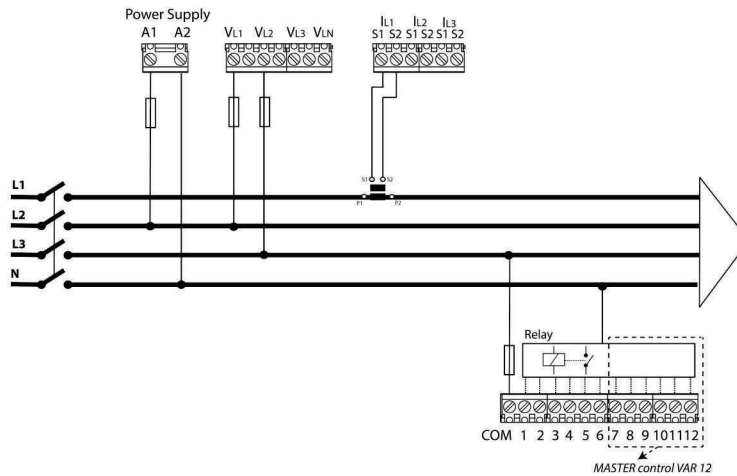 Power Supply
A1 A2
VL1 VL2 VL3 VLN
IL1 IL2 IL3
S1 S2 S1 S2 S1 S2
S1 S2
L1
P1 P2
L2
L3
N
Relay
COM 1 2 3 4 5 6 7 8 9 10 11 12
MASTER control VAR 12